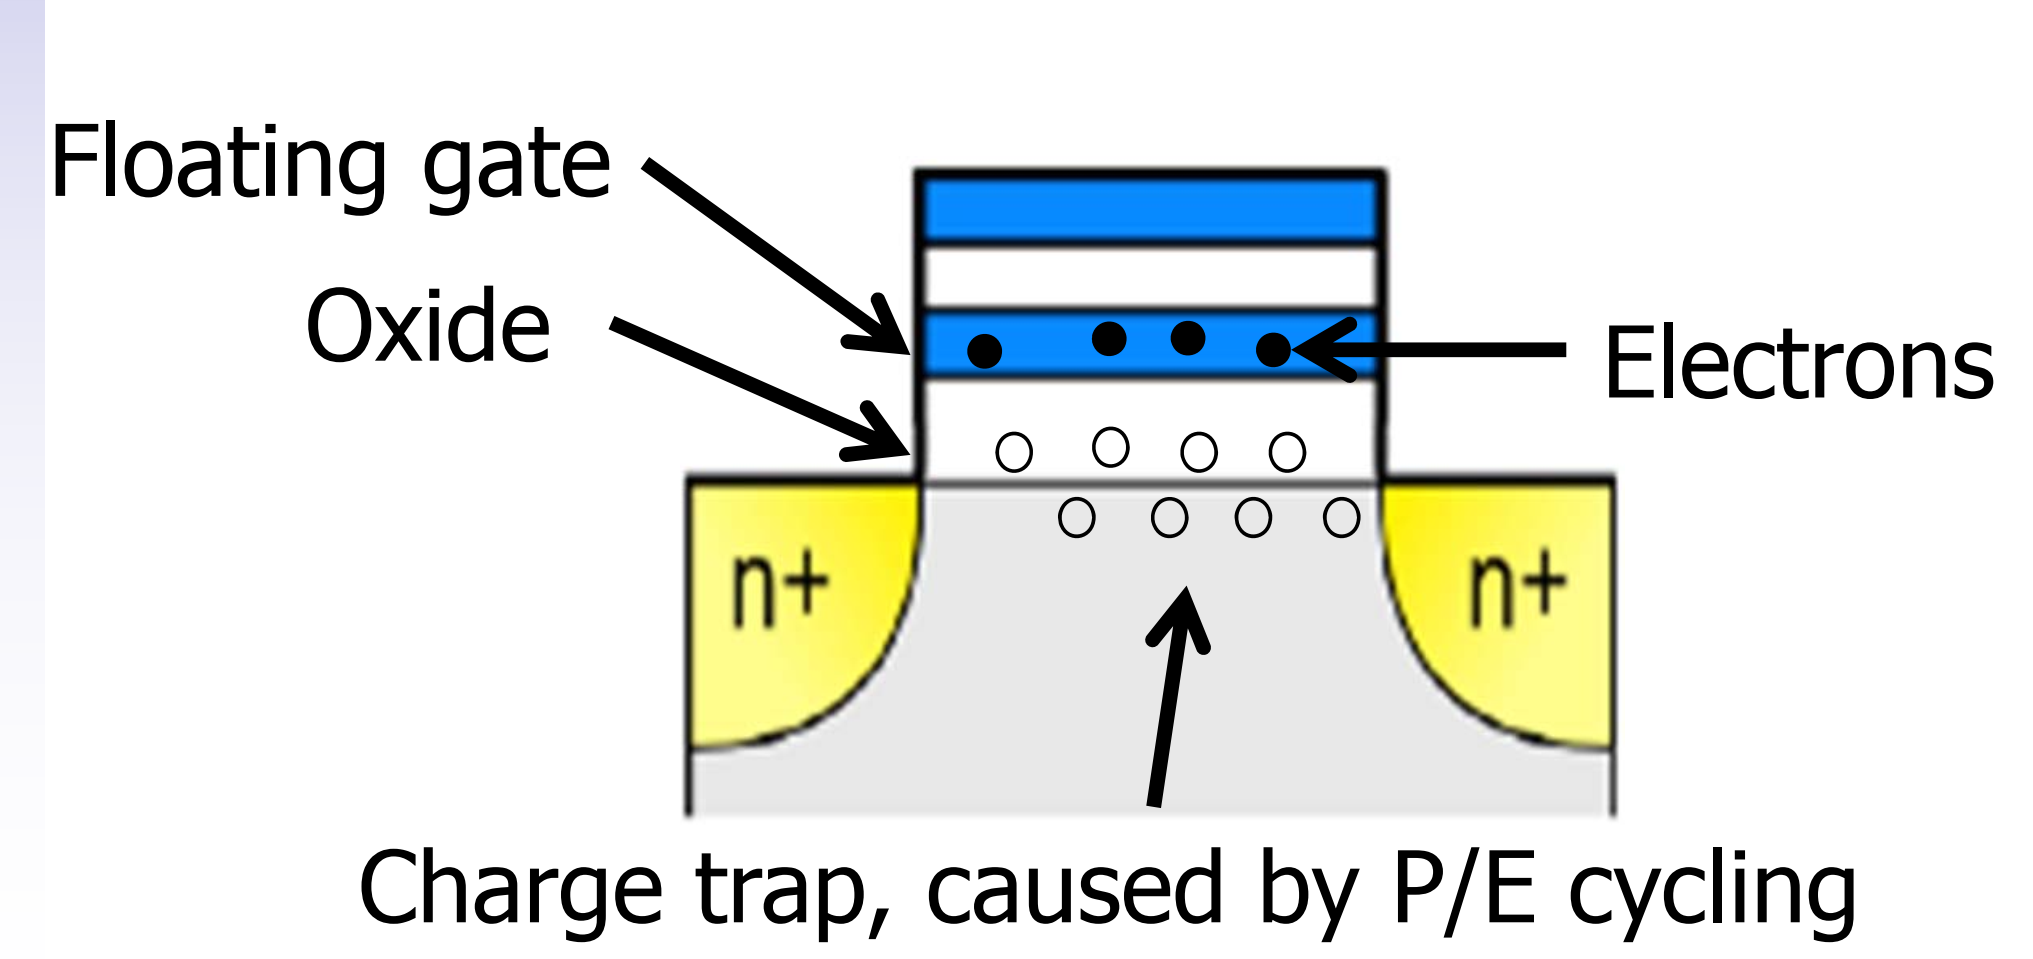 Floating gate
Oxide
Electrons
n+
n+
Charge trap, caused by P/E cycling